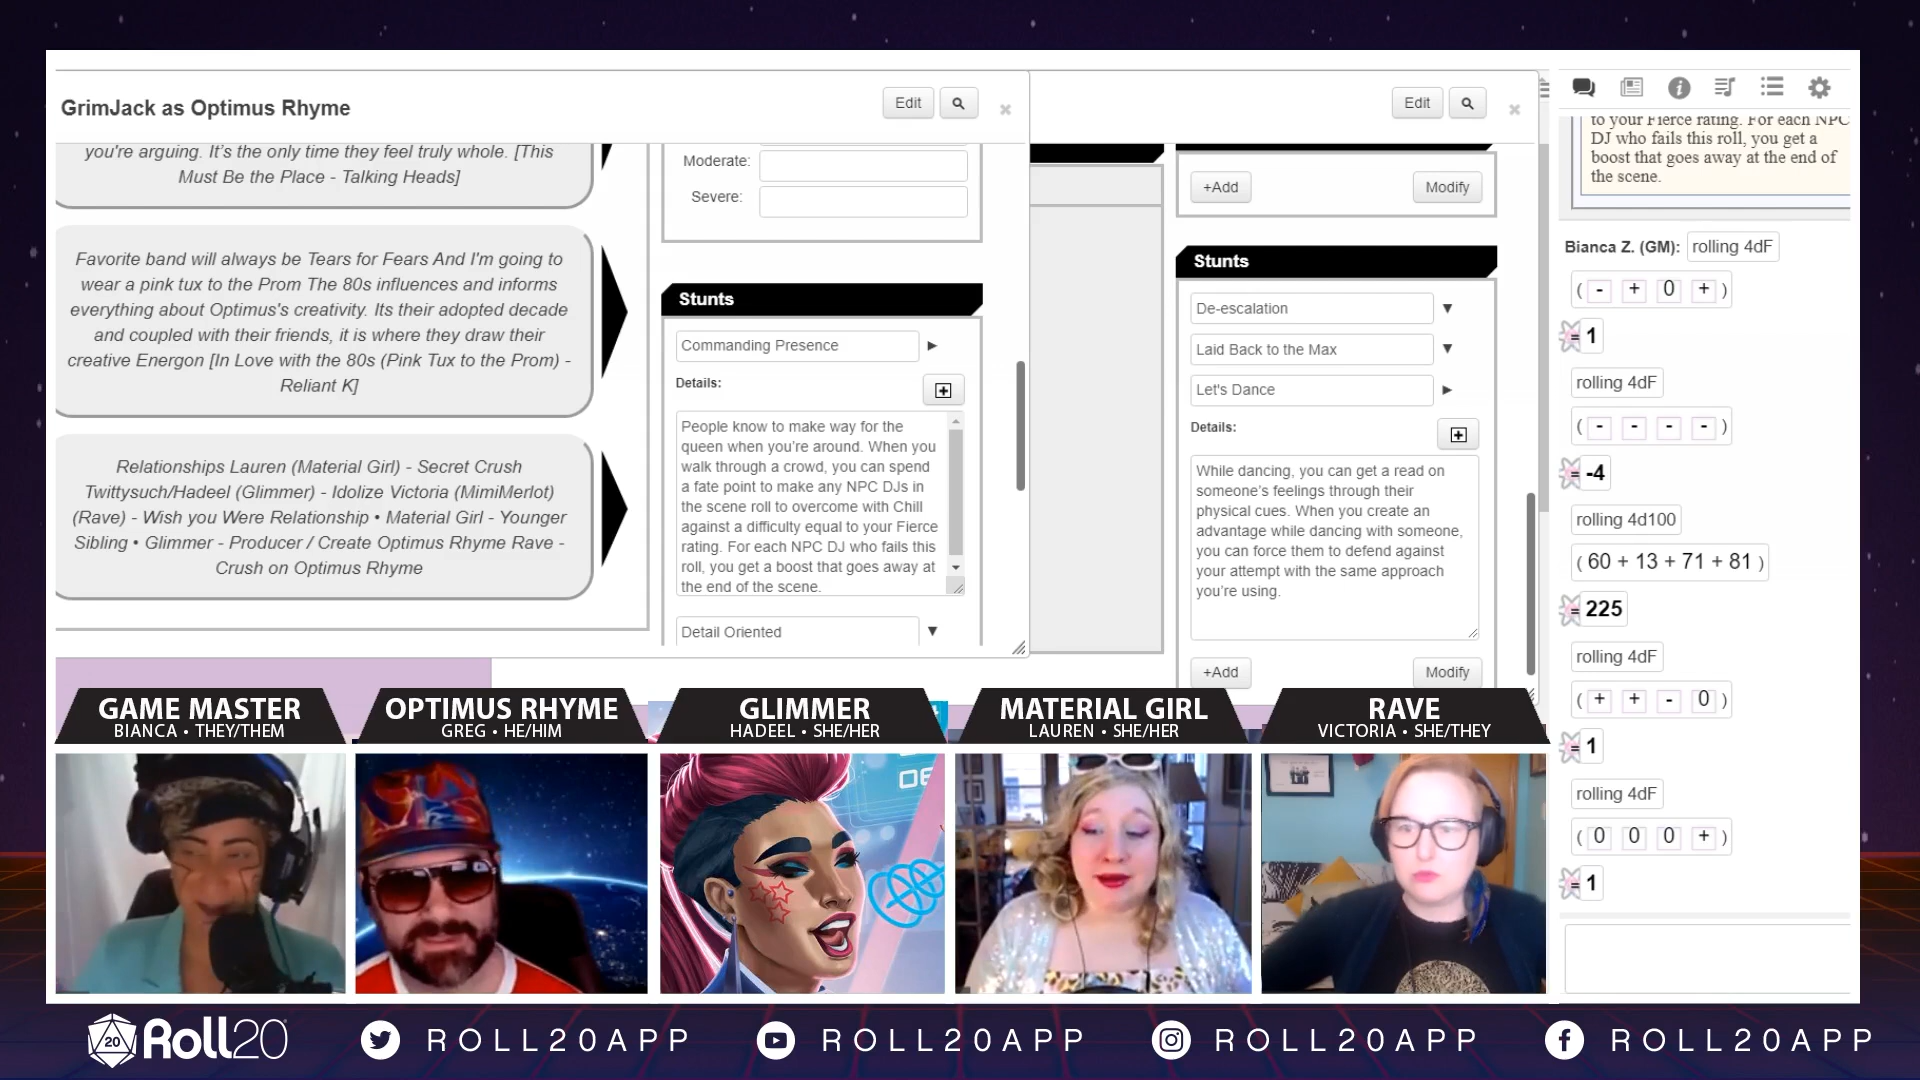 GrimJack as Optimus Rhyme
Edit
you're arguing. It's the only time they feel truly whole. [This
Must Be the Place - Talking Heads]
Favorite band will always be Tears for Fears And I'm going to
wear a pink tux to the Prom The 80s influences and informs
everything about Optimus's creativity. Its their adopted decade
and coupled with their friends, it is where they draw their
creative Energon [In Love with the 80s (Pink Tux to the Prom) -
Reliant K]
Relationships Lauren (Material Girl) - Secret Crush
Twittysuch/Hadeel (Glimmer) - Idolize Victoria (MimiMerlot)
(Rave) - Wish you Were Relationship • Material Girl - Younger
Sibling • Glimmer - Producer / Create Optimus Rhyme Rave -
Crush on Optimus Rhyme
Moderate:
Severe:
Stunts
Commanding Presence
Details:
People know to make way for the
queen when you're around. When you
walk through a crowd, you can spend
a fate point to make any NPC DJs in
the scene roll to overcome with Chill
against a difficulty equal to your Fierce
rating. For each NPC DJ who fails this
roll, you get a boost that goes away at
the end of the scene.
Detail Oriented
Edit
+Add
Modify
Stunts
De-escalation
Laid Back to the Max
Let's Dance
Details:
While dancing, you can get a read on
someone's feelings through their
physical cues. When you create an
advantage while dancing with someone,
you can force them to defend against
your attempt with the same approach
you're using.
+Add
Modify
to your Fierce rating. For each NPC
DJ who fails this roll, you get a
boost that goes away at the end of
the scene.
Bianca Z. (GM): rolling 4dF
( - + 0 + )
= 1
rolling 4dF
( - - - - )
= -4
rolling 4d100
( 60 + 13 + 71 + 81 )
= 225
rolling 4dF
( + + - 0 )
= 1
rolling 4dF
( 0 0 0 + )
= 1
GAME MASTER
BIANCA • THEY/THEM
OPTIMUS RHYME
GREG • HE/HIM
GLIMMER
HADEEL • SHE/HER
MATERIAL GIRL
LAUREN • SHE/HER
RAVE
VICTORIA • SHE/THEY
20 Roll20
ROLL20APP
ROLL20APP
ROLL20APP
ROLL20APP